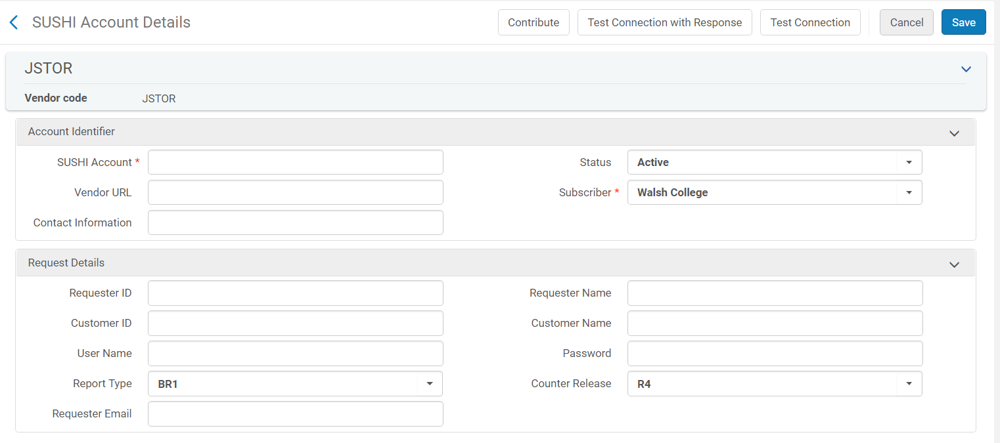 SUSHI Account Details Contribute Test Connection with Response Test Connection Cancel Save
JSTOR
Vendor code JSTOR
Account Identifier
SUSHI Account * Status Active
Vendor URL Subscriber * Walsh College
Contact Information
Request Details
Requester ID Requester Name
Customer ID Customer Name
User Name Password
Report Type BR1 Counter Release R4
Requester Email